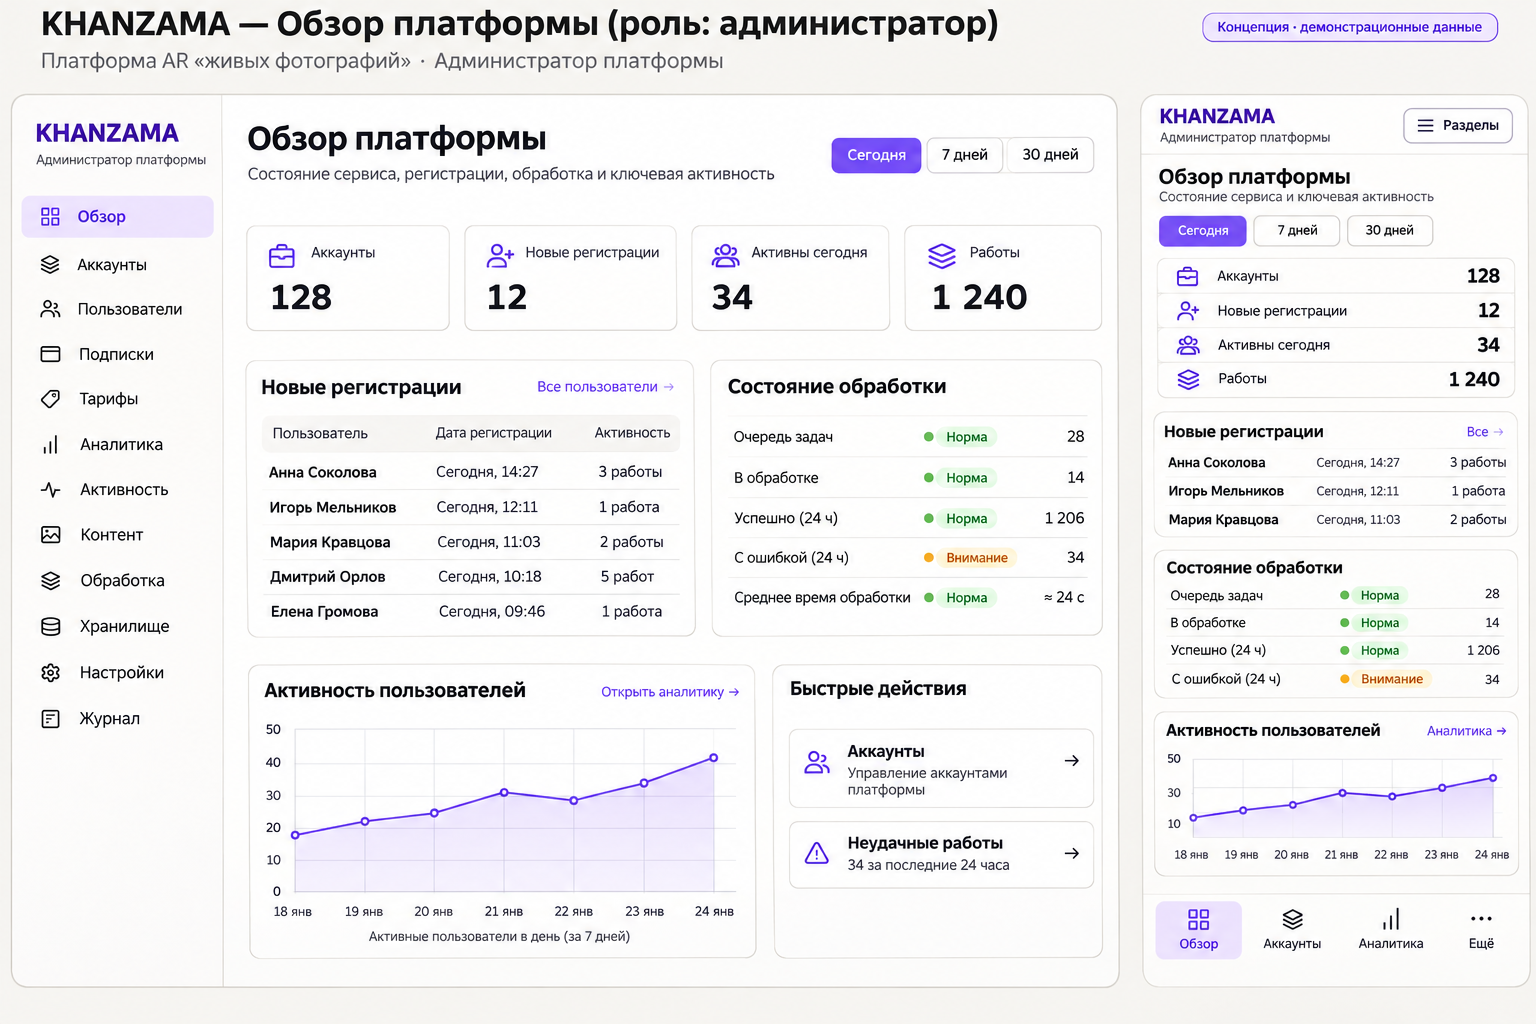 KHANZAMA — Обзор платформы (роль: администратор)
Концепция · демонстрационные данные
Платформа AR «живых фотографий» · Администратор платформы
KHANZAMA
Администратор платформы
Обзор
Аккаунты
Пользователи
Подписки
Тарифы
Аналитика
Активность
Контент
Обработка
Хранилище
Настройки
Журнал
Обзор платформы
Состояние сервиса, регистрации, обработка и ключевая активность
Сегодня 7 дней 30 дней
Аккаунты
128
Новые регистрации
12
Активны сегодня
34
Работы
1 240
Новые регистрации Все пользователи →
Пользователь Дата регистрации Активность
Анна Соколова Сегодня, 14:27 3 работы
Игорь Мельников Сегодня, 12:11 1 работа
Мария Кравцова Сегодня, 11:03 2 работы
Дмитрий Орлов Сегодня, 10:18 5 работ
Елена Громова Сегодня, 09:46 1 работа
Состояние обработки
Очередь задач Норма 28
В обработке Норма 14
Успешно (24 ч) Норма 1 206
С ошибкой (24 ч) Внимание 34
Среднее время обработки Норма ≈ 24 с
Активность пользователей Открыть аналитику →
50
40
30
20
10
0
18 янв 19 янв 20 янв 21 янв 22 янв 23 янв 24 янв
Активные пользователи в день (за 7 дней)
Быстрые действия
Аккаунты →
Управление аккаунтами
платформы
Неудачные работы →
34 за последние 24 часа
KHANZAMA
Администратор платформы
Разделы
Обзор платформы
Состояние сервиса и ключевая активность
Сегодня 7 дней 30 дней
Аккаунты 128
Новые регистрации 12
Активны сегодня 34
Работы 1 240
Новые регистрации Все →
Анна Соколова Сегодня, 14:27 3 работы
Игорь Мельников Сегодня, 12:11 1 работа
Мария Кравцова Сегодня, 11:03 2 работы
Состояние обработки
Очередь задач Норма 28
В обработке Норма 14
Успешно (24 ч) Норма 1 206
С ошибкой (24 ч) Внимание 34
Активность пользователей Аналитика →
50
30
10
18 янв 19 янв 20 янв 21 янв 22 янв 23 янв 24 янв
Обзор Аккаунты Аналитика Ещё